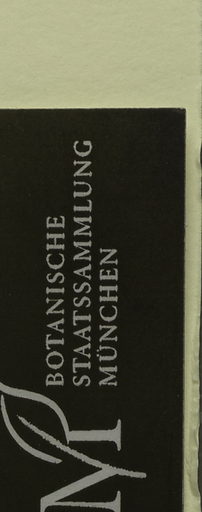 BOTANISCHE
STAATSSAMMLUNG
MÜNCHEN
M